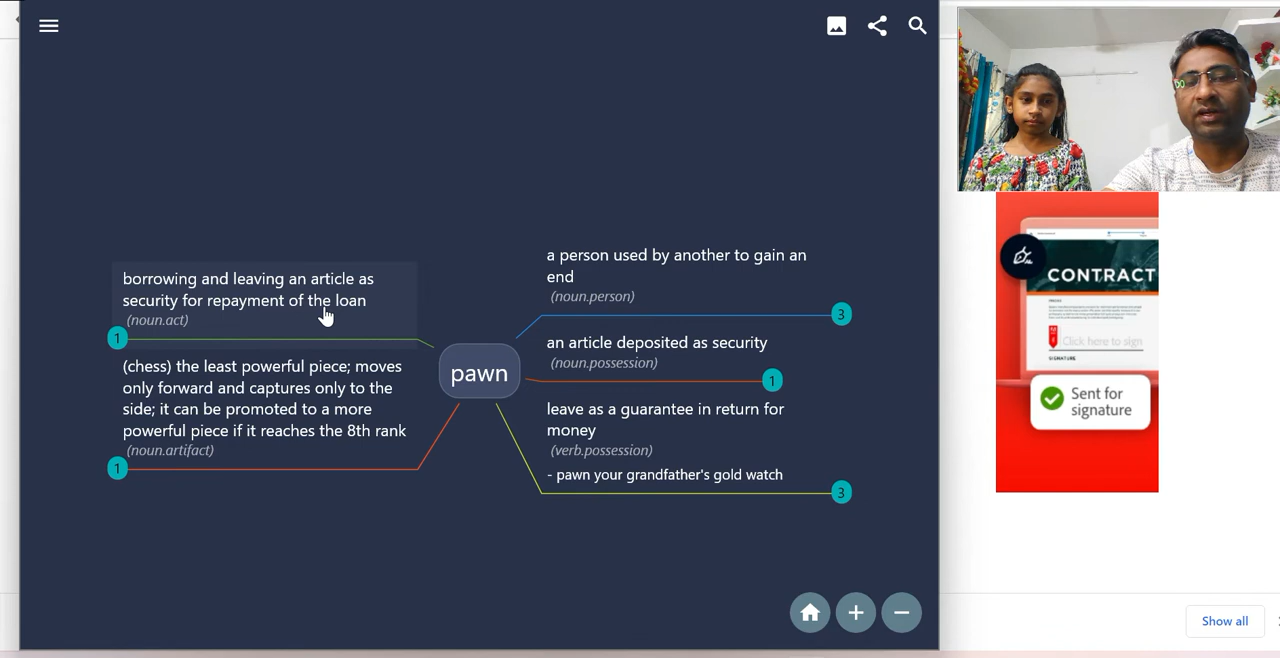 borrowing and leaving an article as
security for repayment of the loan
(noun.act)
1
(chess) the least powerful piece; moves
only forward and captures only to the
side; it can be promoted to a more
powerful piece if it reaches the 8th rank
(noun.artifact)
1
pawn
a person used by another to gain an
end
(noun.person)
3
an article deposited as security
(noun.possession)
1
leave as a guarantee in return for
money
(verb.possession)
- pawn your grandfather's gold watch
3
CONTRACT
Click here to sign
SIGNATURE
Sent for
signature
Show all